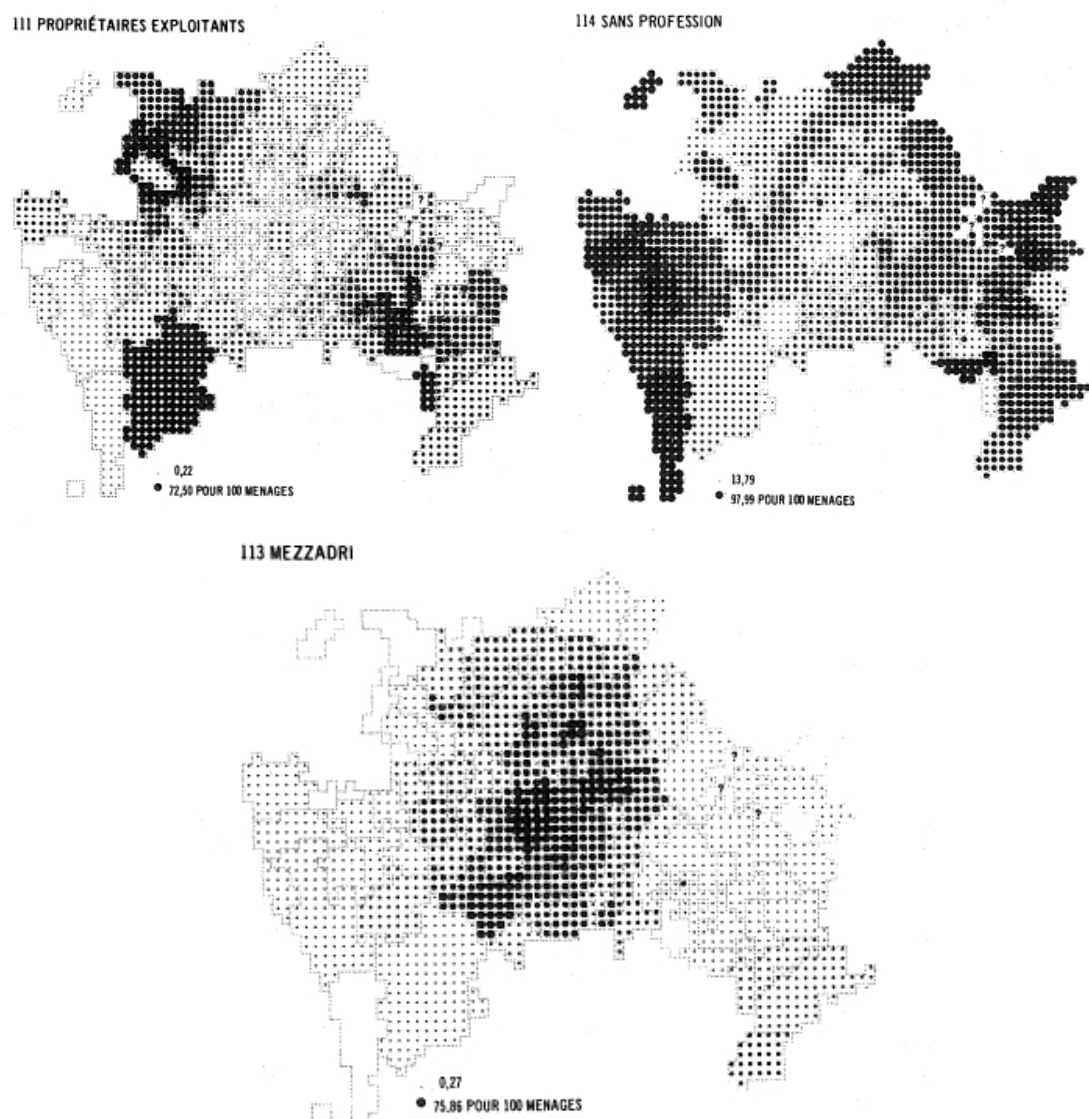 111 PROPRIÉTAIRES EXPLOITANTS
114 SANS PROFESSION
?
?
?
?
?
0,22
72,50 POUR 100 MENAGES
13,79
97,99 POUR 100 MENAGES
113 MEZZADRI
?
?
?
0,27
75,86 POUR 100 MENAGES